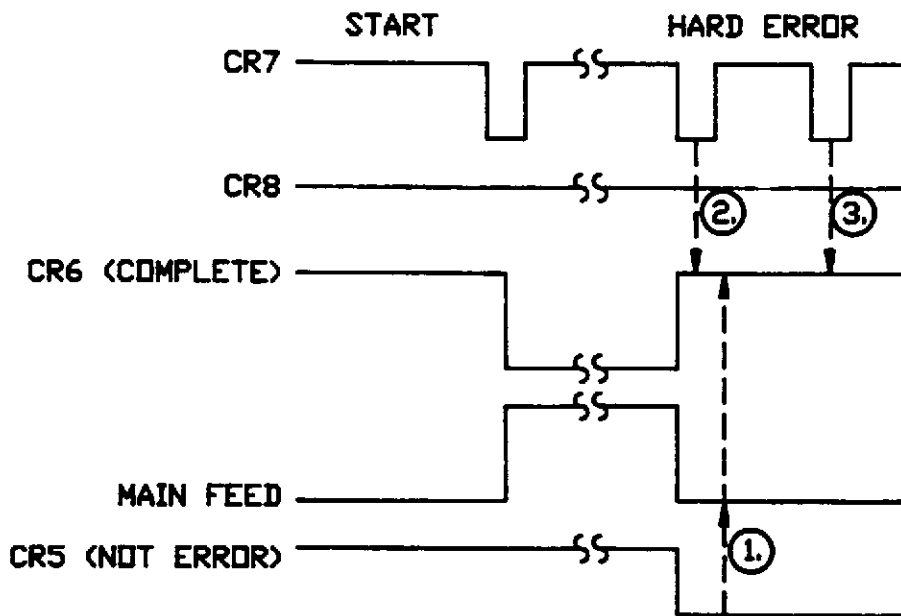 START
HARD ERROR
CR7
CR8
2.
3.
CR6 (COMPLETE)
MAIN FEED
CR5 (NOT ERROR)
1.